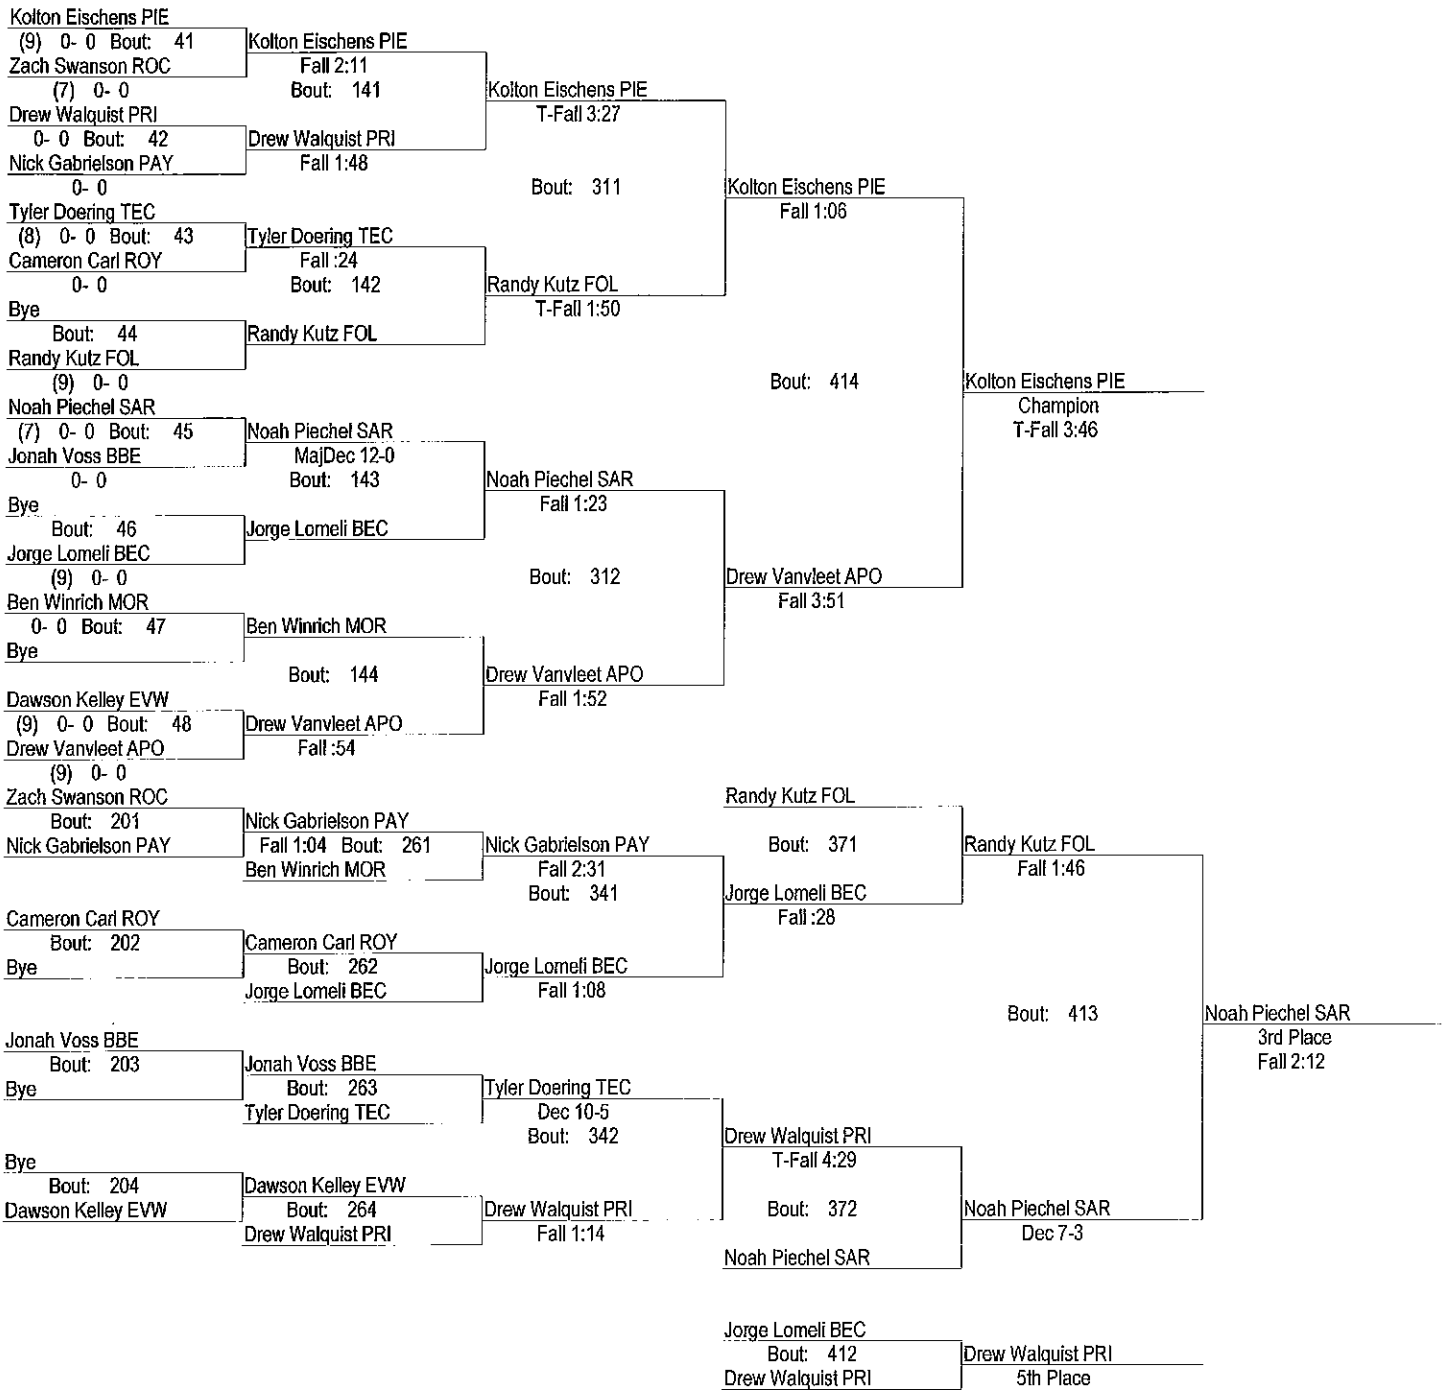 Kolton Eischens PIE
(9) 0- 0 Bout: 41
Kolton Eischens PIE
Zach Swanson ROC
Fall 2:11
(7) 0- 0
Bout: 141
Kolton Eischens PIE
Drew Walquist PRI
T-Fall 3:27
0- 0 Bout: 42
Drew Walquist PRI
Nick Gabrielson PAY
Fall 1:48
0- 0
Bout: 311
Kolton Eischens PIE
Tyler Doering TEC
Fall 1:06
(8) 0- 0 Bout: 43
Tyler Doering TEC
Cameron Carl ROY
Fall :24
0- 0
Bout: 142
Randy Kutz FOL
Bye
T-Fall 1:50
Bout: 44
Randy Kutz FOL
Randy Kutz FOL
(9) 0- 0
Bout: 414
Kolton Eischens PIE
Noah Piechel SAR
Champion
(7) 0- 0 Bout: 45
Noah Piechel SAR
T-Fall 3:46
Jonah Voss BBE
MajDec 12-0
0- 0
Bout: 143
Noah Piechel SAR
Bye
Fall 1:23
Bout: 46
Jorge Lomeli BEC
Jorge Lomeli BEC
(9) 0- 0
Bout: 312
Drew Vanvleet APO
Ben Winrich MOR
Fall 3:51
0- 0 Bout: 47
Ben Winrich MOR
Bye
Bout: 144
Drew Vanvleet APO
Dawson Kelley EVW
Fall 1:52
(9) 0- 0 Bout: 48
Drew Vanvleet APO
Drew Vanvleet APO
Fall :54
(9) 0- 0
Zach Swanson ROC
Randy Kutz FOL
Bout: 201
Nick Gabrielson PAY
Nick Gabrielson PAY
Fall 1:04 Bout: 261
Nick Gabrielson PAY
Bout: 371
Randy Kutz FOL
Ben Winrich MOR
Fall 2:31
Fall 1:46
Bout: 341
Jorge Lomeli BEC
Cameron Carl ROY
Fall :28
Bout: 202
Cameron Carl ROY
Bye
Bout: 262
Jorge Lomeli BEC
Jorge Lomeli BEC
Fall 1:08
Bout: 413
Noah Piechel SAR
Jonah Voss BBE
3rd Place
Bout: 203
Jonah Voss BBE
Fall 2:12
Bye
Bout: 263
Tyler Doering TEC
Tyler Doering TEC
Dec 10-5
Bout: 342
Drew Walquist PRI
Bye
T-Fall 4:29
Bout: 204
Dawson Kelley EVW
Dawson Kelley EVW
Bout: 264
Drew Walquist PRI
Bout: 372
Noah Piechel SAR
Drew Walquist PRI
Fall 1:14
Dec 7-3
Noah Piechel SAR
Jorge Lomeli BEC
Bout: 412
Drew Walquist PRI
Drew Walquist PRI
5th Place